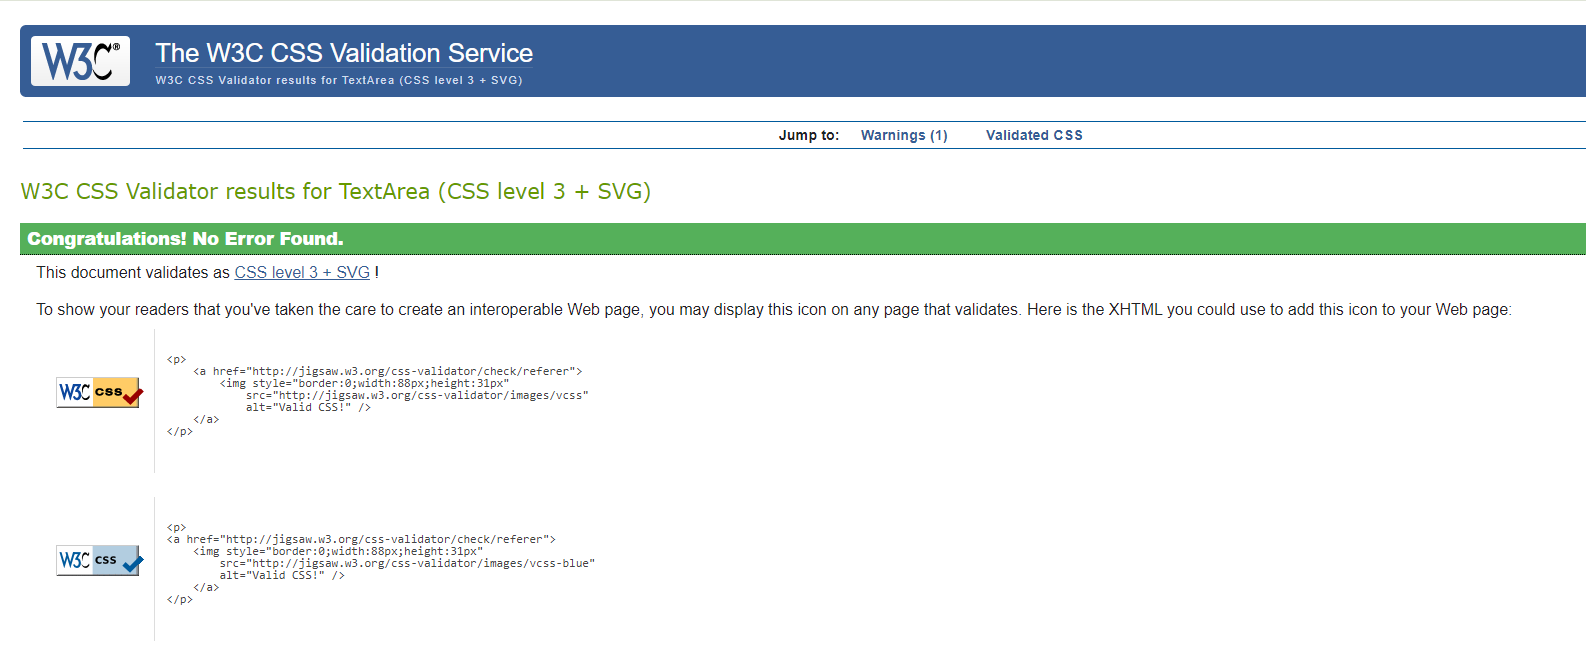 W3C®
The W3C CSS Validation Service
W3C CSS Validator results for TextArea (CSS level 3 + SVG)
Jump to: Warnings (1) Validated CSS
W3C CSS Validator results for TextArea (CSS level 3 + SVG)
Congratulations! No Error Found.
This document validates as CSS level 3 + SVG !
To show your readers that you've taken the care to create an interoperable Web page, you may display this icon on any page that validates. Here is the XHTML you could use to add this icon to your Web page:
W3C css
<p>
<a href="http://jigsaw.w3.org/css-validator/check/referer">
<img style="border:0;width:88px;height:31px"
src="http://jigsaw.w3.org/css-validator/images/vcss"
alt="Valid CSS!" />
</a>
</p>
W3C css
<p>
<a href="http://jigsaw.w3.org/css-validator/check/referer">
<img style="border:0;width:88px;height:31px"
src="http://jigsaw.w3.org/css-validator/images/vcss-blue"
alt="Valid CSS!" />
</a>
</p>